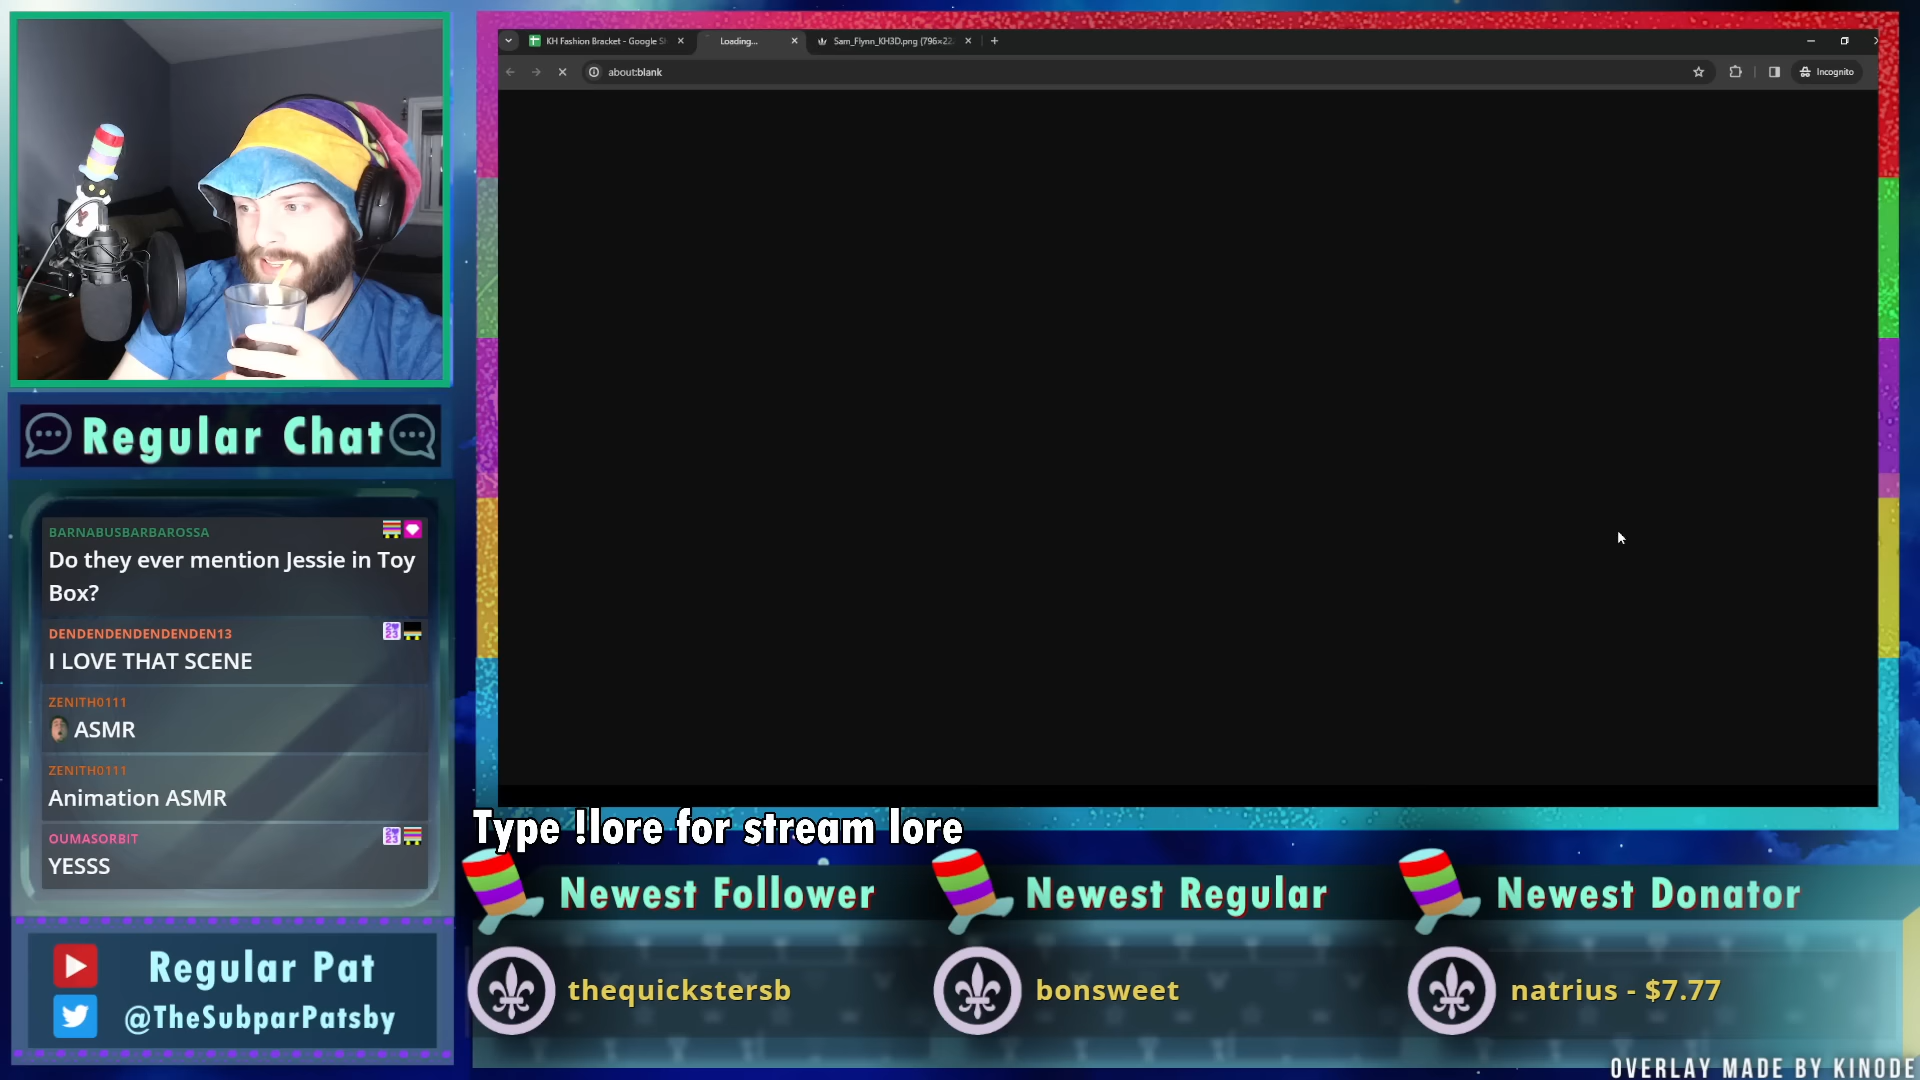 KH Fashion Bracket - Google Sh
Loading...
Sam_Flynn_KH3D.png (796×22
about:blank
Incognito
Regular Chat
BARNABUSBARBAROSSA
Do they ever mention Jessie in Toy
Box?
DENDENDENDENDENDEN13
I LOVE THAT SCENE
ZENITH0111
ASMR
ZENITH0111
Animation ASMR
OUMASORBIT
YESSS
Regular Pat
@TheSubparPatsby
Type !lore for stream lore
Newest Follower
thequickstersb
Newest Regular
bonsweet
Newest Donator
natrius - $7.77
OVERLAY MADE BY KINODE